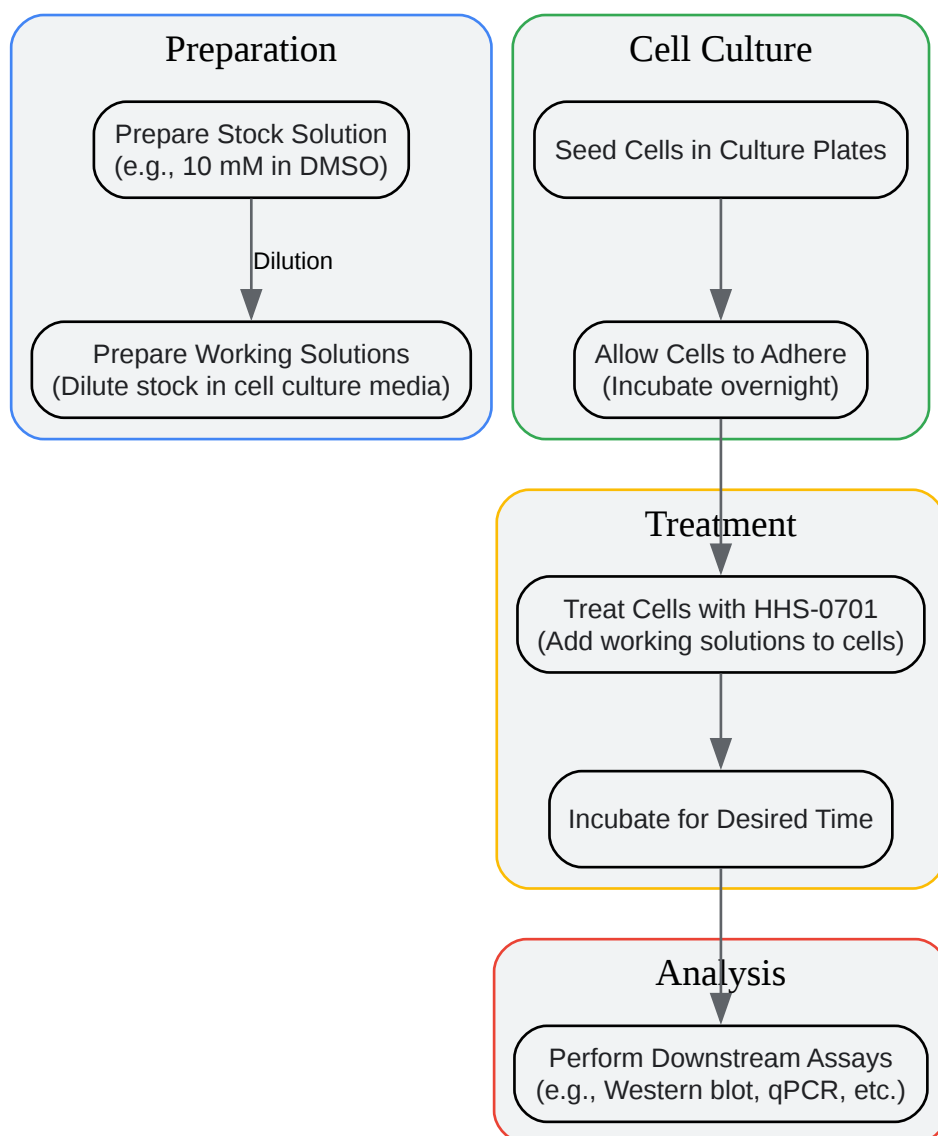 Preparation
Prepare Stock Solution
(e.g., 10 mM in DMSO)
Dilution
Prepare Working Solutions
(Dilute stock in cell culture media)
Cell Culture
Seed Cells in Culture Plates
Allow Cells to Adhere
(Incubate overnight)
Treatment
Treat Cells with HHS-0701
(Add working solutions to cells)
Incubate for Desired Time
Analysis
Perform Downstream Assays
(e.g., Western blot, qPCR, etc.)